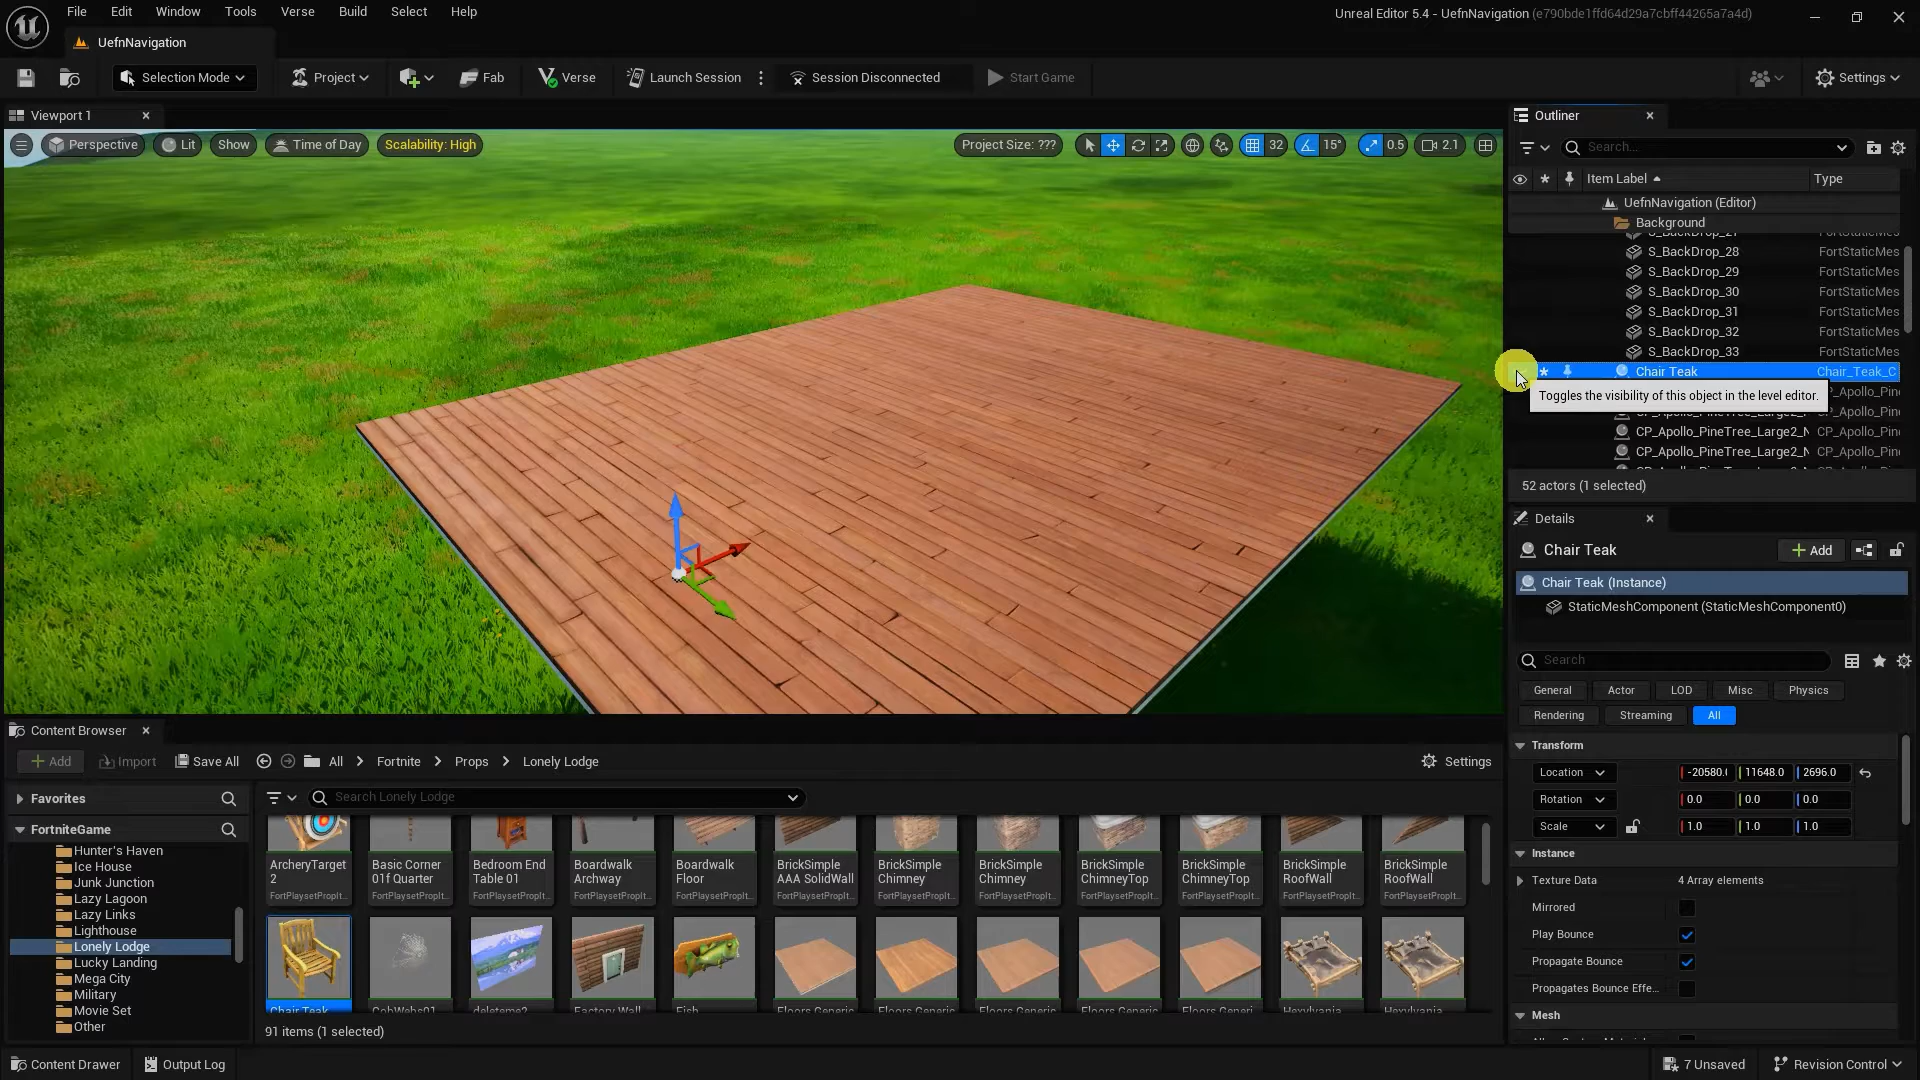 File Edit Window Tools Verse Build Select Help
Unreal Editor 5.4 - UefnNavigation (e790bde1ffd64d29a7cbff44265a7a4d)
UefnNavigation
Selection Mode Project Fab Verse Launch Session Session Disconnected Start Game Settings
Viewport 1
Perspective Lit Show Time of Day Scalability: High Project Size: ??? 32 15° 0.5 2.1
Outliner
Search...
Item Label Type
UefnNavigation (Editor)
Background
S_BackDrop_28 FortStaticMes
S_BackDrop_29 FortStaticMes
S_BackDrop_30 FortStaticMes
S_BackDrop_31 FortStaticMes
S_BackDrop_32 FortStaticMes
S_BackDrop_33 FortStaticMes
Chair Teak Chair_Teak_C
Toggles the visibility of this object in the level editor.
P_Apollo_Pin
CP_Apollo_PineTree_Large2_ CP_Apollo_Pin
CP_Apollo_PineTree_Large2_N CP_Apollo_Pin
CP_Apollo_PineTree_Large2_N CP_Apollo_Pin
52 actors (1 selected)
Details
Chair Teak Add
Chair Teak (Instance)
StaticMeshComponent (StaticMeshComponent0)
Search
General Actor LOD Misc Physics
Rendering Streaming All
Transform
Location -20580.( 11648.0 2696.0
Rotation 0.0 0.0 0.0
Scale 1.0 1.0 1.0
Instance
Texture Data 4 Array elements
Mirrored
Play Bounce
Propagate Bounce
Propagates Bounce Effe...
Mesh
Content Browser
Add Import Save All All Fortnite Props Lonely Lodge Settings
Favorites
FortniteGame
Hunter's Haven
Ice House
Junk Junction
Lazy Lagoon
Lazy Links
Lighthouse
Lonely Lodge
Lucky Landing
Mega City
Military
Movie Set
Other
Search Lonely Lodge
ArcheryTarget 2
Basic Corner 01f Quarter
Bedroom End Table 01
Boardwalk Archway
Boardwalk Floor
BrickSimple AAA SolidWall
BrickSimple Chimney
BrickSimple Chimney
BrickSimple ChimneyTop
BrickSimple ChimneyTop
BrickSimple RoofWall
BrickSimple RoofWall
FortPlaysetPropIt... FortPlaysetPropIt... FortPlaysetPropIt... FortPlaysetPropIt... FortPlaysetPropIt... FortPlaysetPropIt... FortPlaysetPropIt... FortPlaysetPropIt... FortPlaysetPropIt... FortPlaysetPropIt... FortPlaysetPropIt... FortPlaysetPropIt...
Chair Teak CobWebs01 deleteme2 Factory Wall Fish Floors Generic Floors Generic Floors Generic Floors Generi Hexylvania Hexylvania
91 items (1 selected)
Content Drawer Output Log 7 Unsaved Revision Control